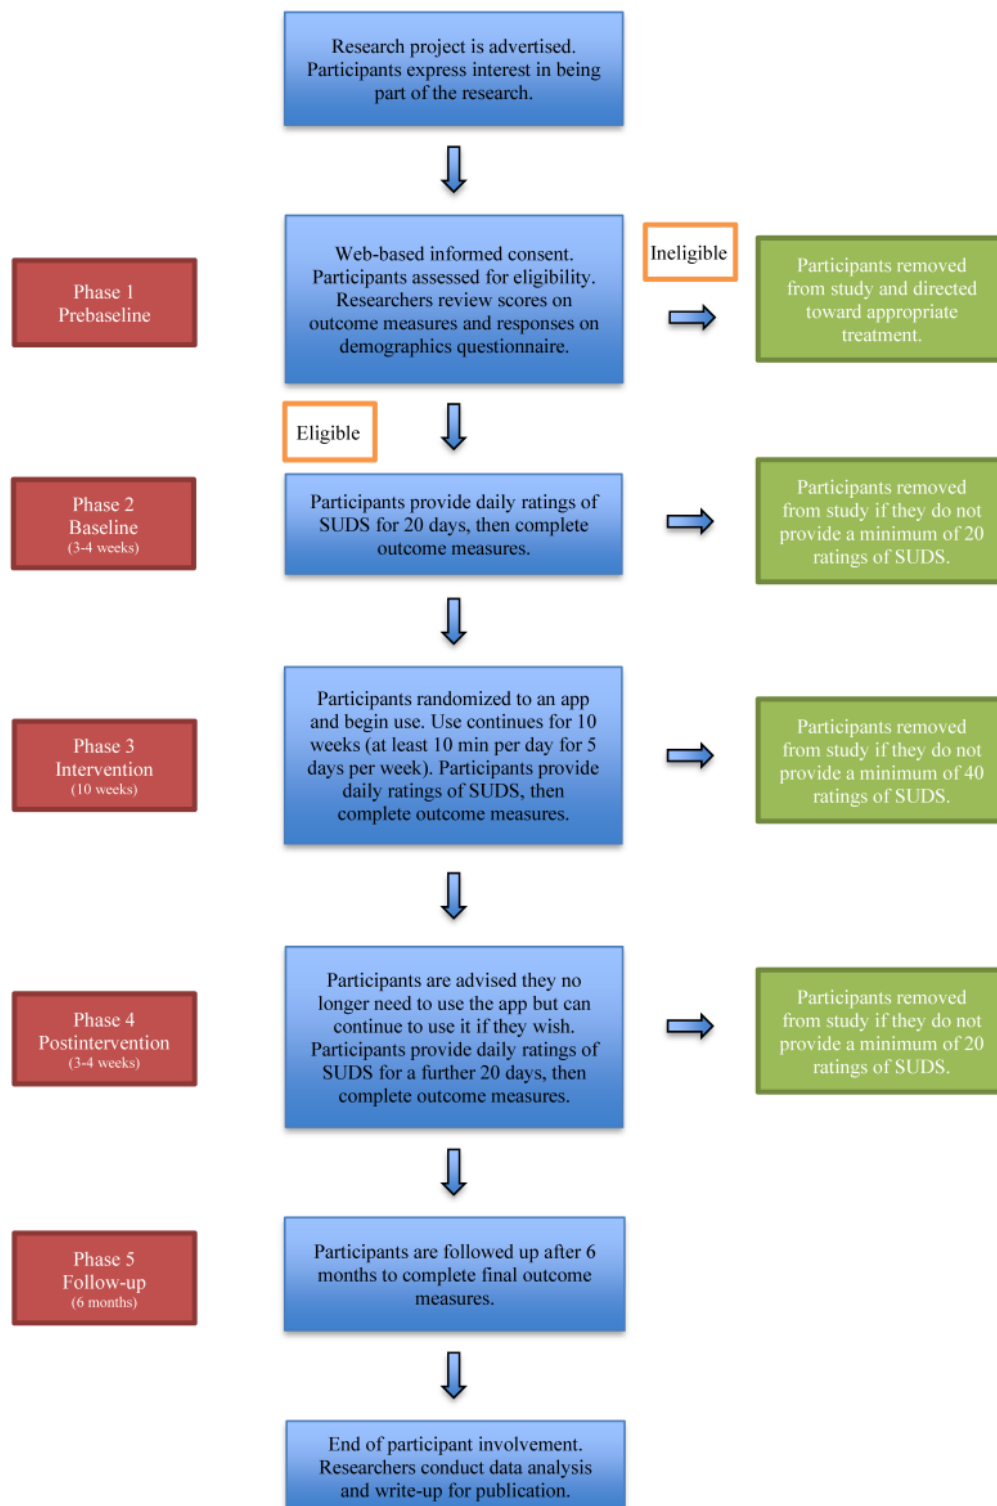 Research project is advertised.
Participants express interest in being
part of the research.
Phase 1
Prebaseline
Web-based informed consent.
Participants assessed for eligibility.
Researchers review scores on
outcome measures and responses on
demographics questionnaire.
Ineligible
Participants removed
from study and directed
toward appropriate
treatment.
Eligible
Phase 2
Baseline
(3-4 weeks)
Participants provide daily ratings of
SUDS for 20 days, then complete
outcome measures.
Participants removed
from study if they do not
provide a minimum of 20
ratings of SUDS.
Phase 3
Intervention
(10 weeks)
Participants randomized to an app
and begin use. Use continues for 10
weeks (at least 10 min per day for 5
days per week). Participants provide
daily ratings of SUDS, then
complete outcome measures.
Participants removed
from study if they do not
provide a minimum of 40
ratings of SUDS.
Phase 4
Postintervention
(3-4 weeks)
Participants are advised they no
longer need to use the app but can
continue to use it if they wish.
Participants provide daily ratings of
SUDS for a further 20 days, then
complete outcome measures.
Participants removed
from study if they do not
provide a minimum of 20
ratings of SUDS.
Phase 5
Follow-up
(6 months)
Participants are followed up after 6
months to complete final outcome
measures.
End of participant involvement.
Researchers conduct data analysis
and write-up for publication.